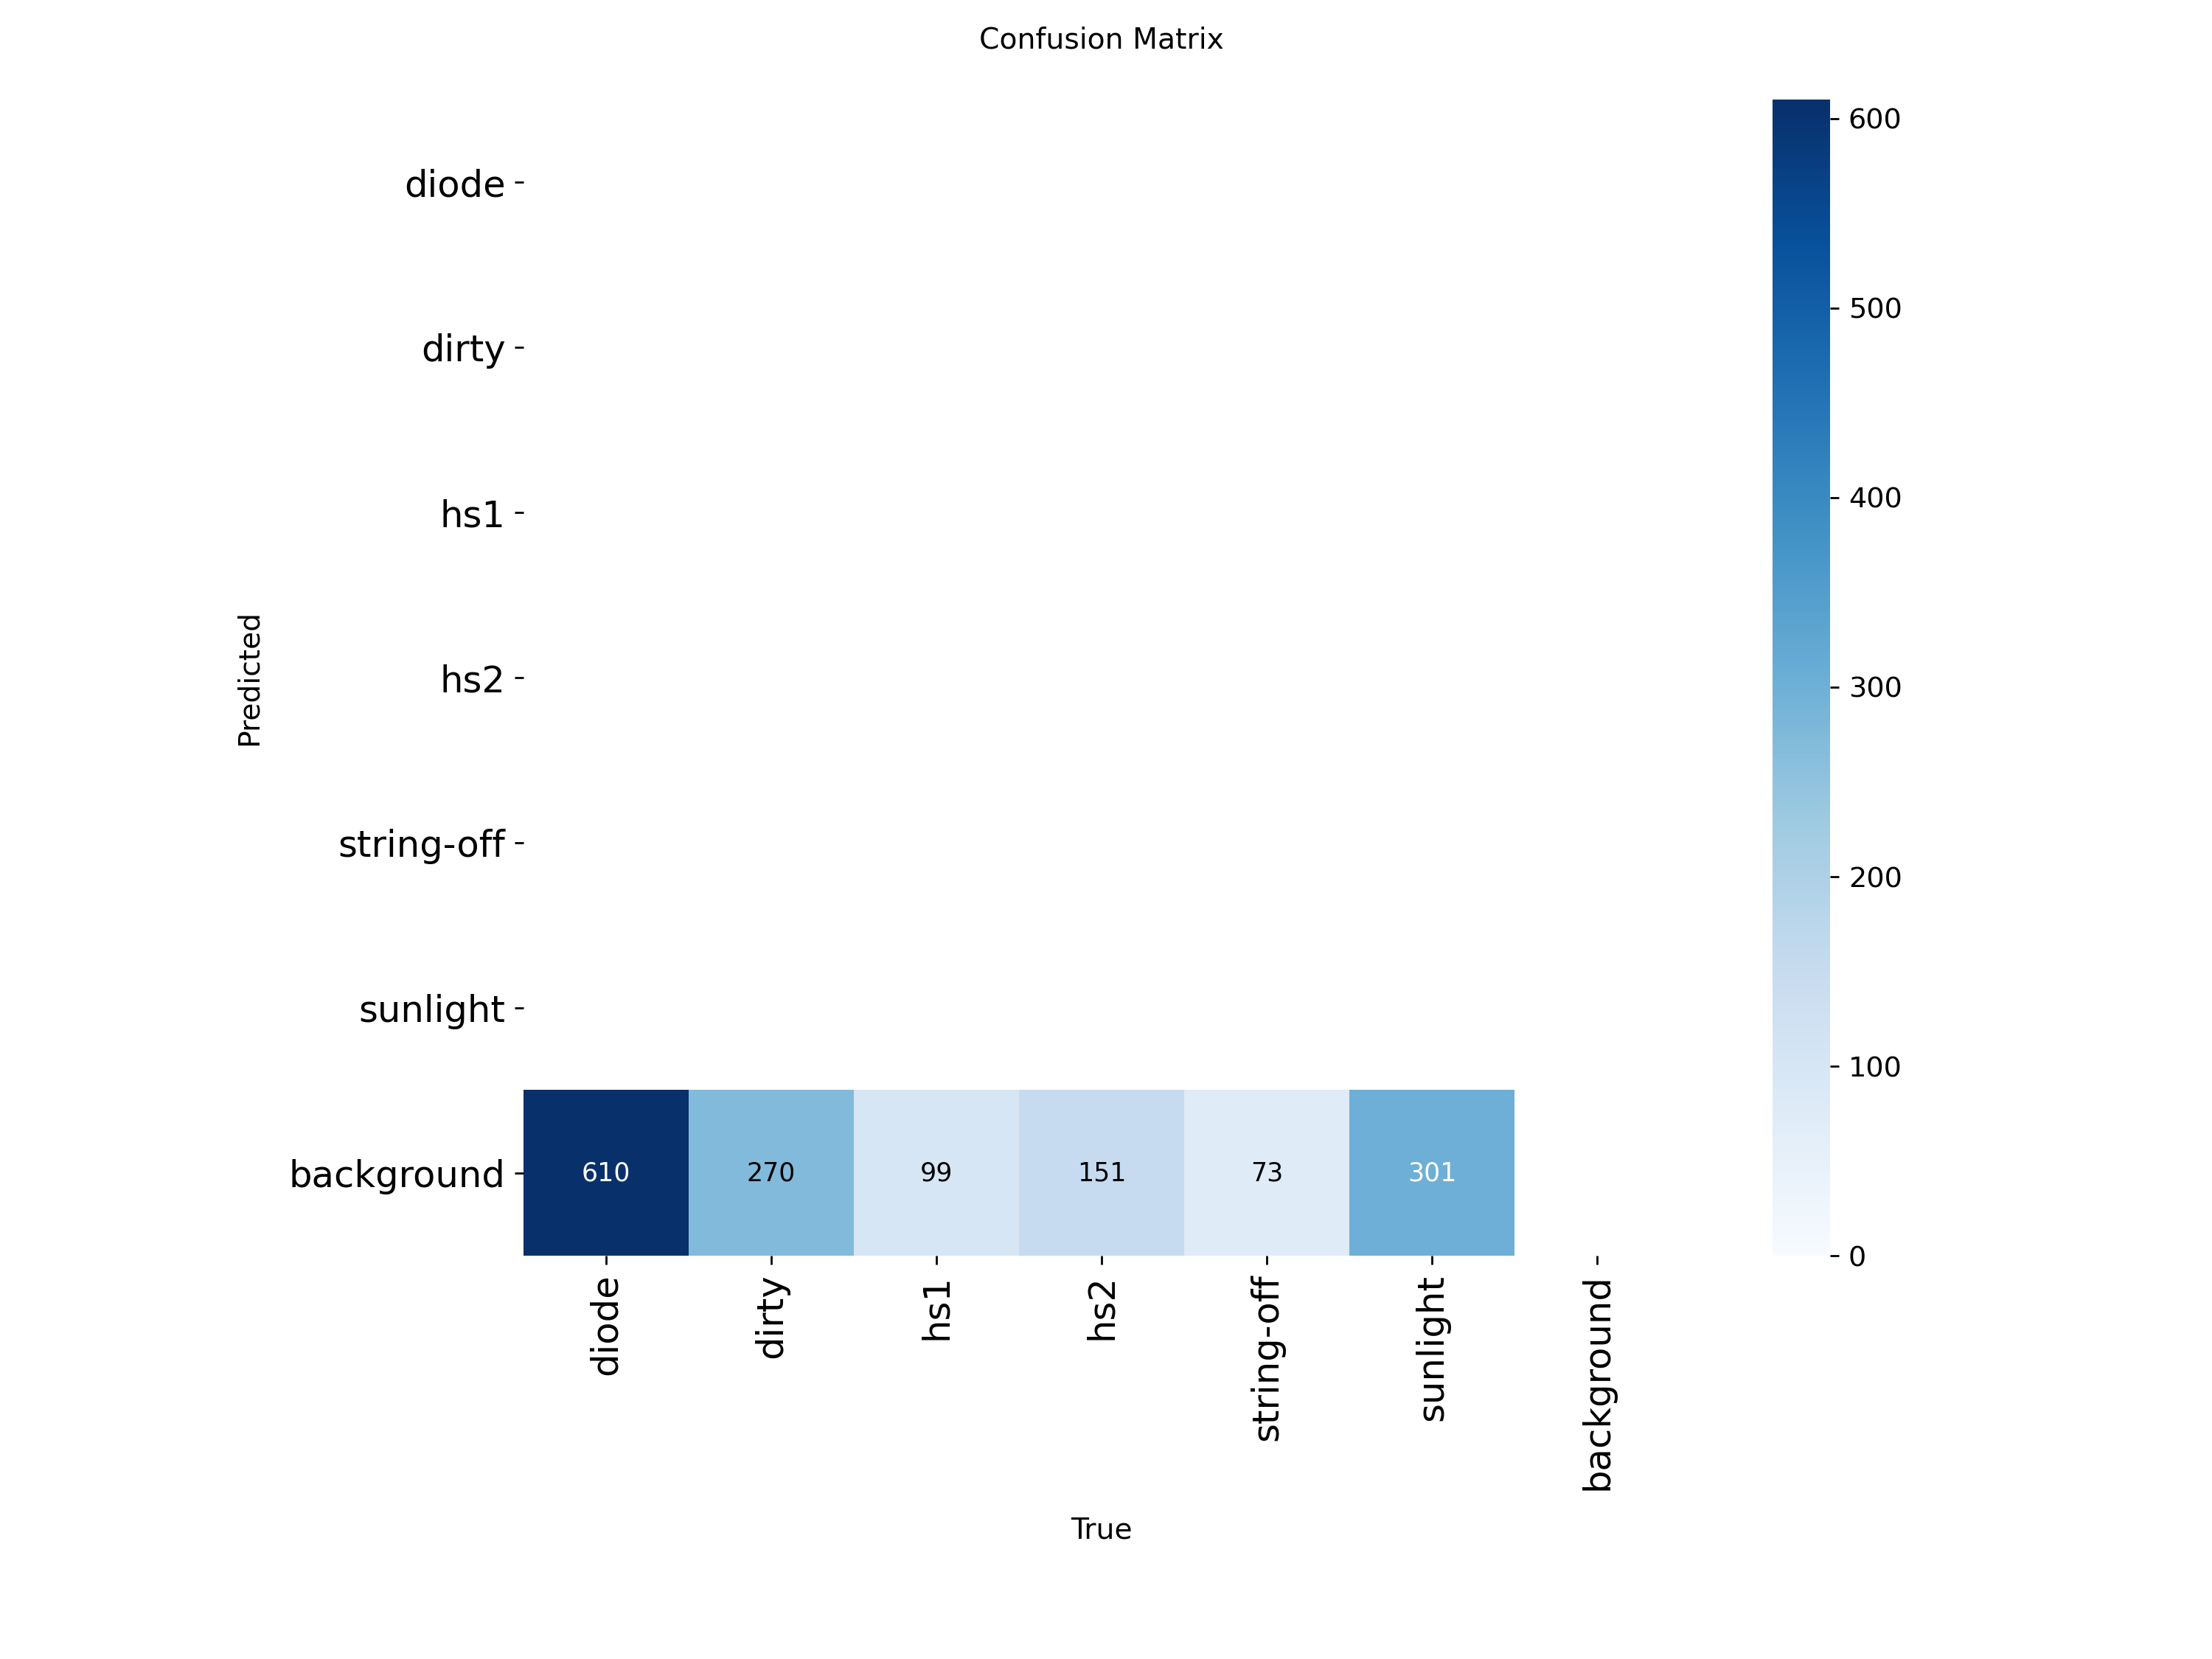 Confusion Matrix
diode
dirty
hs1
hs2
string-off
sunlight
background
Predicted
610 270 99 151 73 301
diode dirty hs1 hs2 string-off sunlight background
True
600
500
400
300
200
100
0